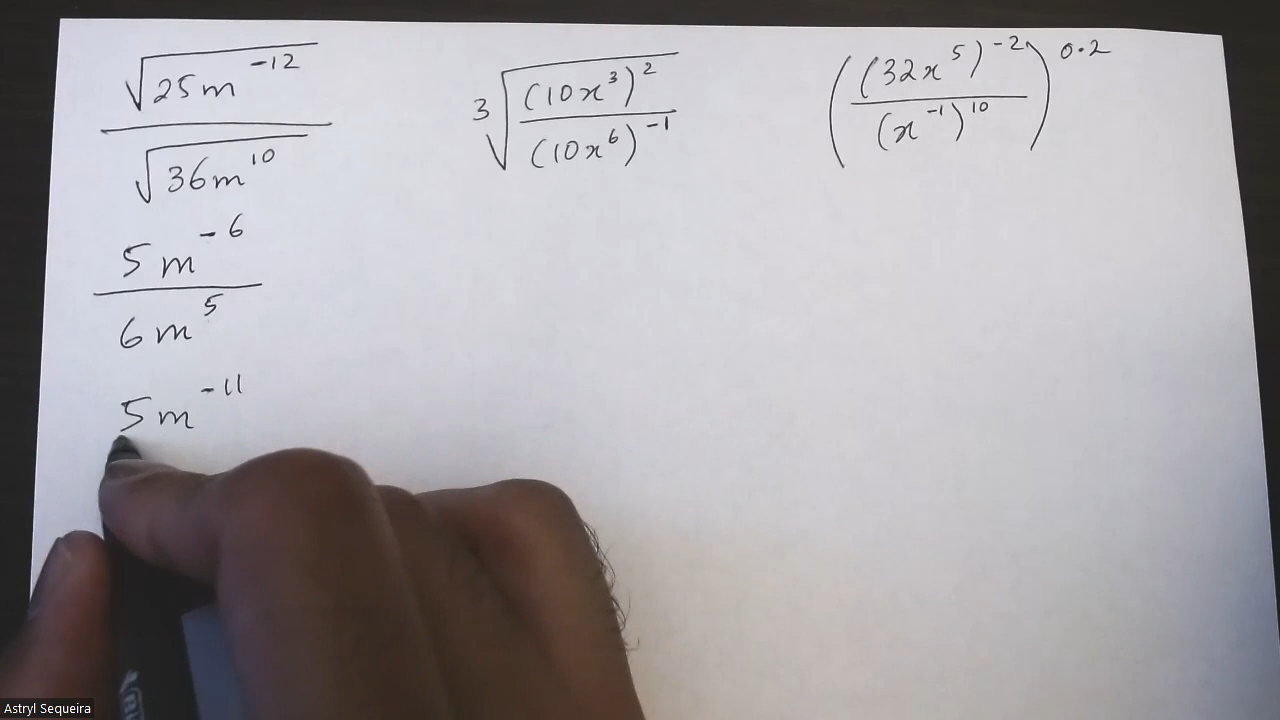 √25m^-12 / √36m^10
5m^-6 / 6m^5
5m^-11
3√((10x^3)^2 / (10x^6)^-1)
((32x^5)^-2 / (x^-1)^10)^0.2
Astryl Sequeira